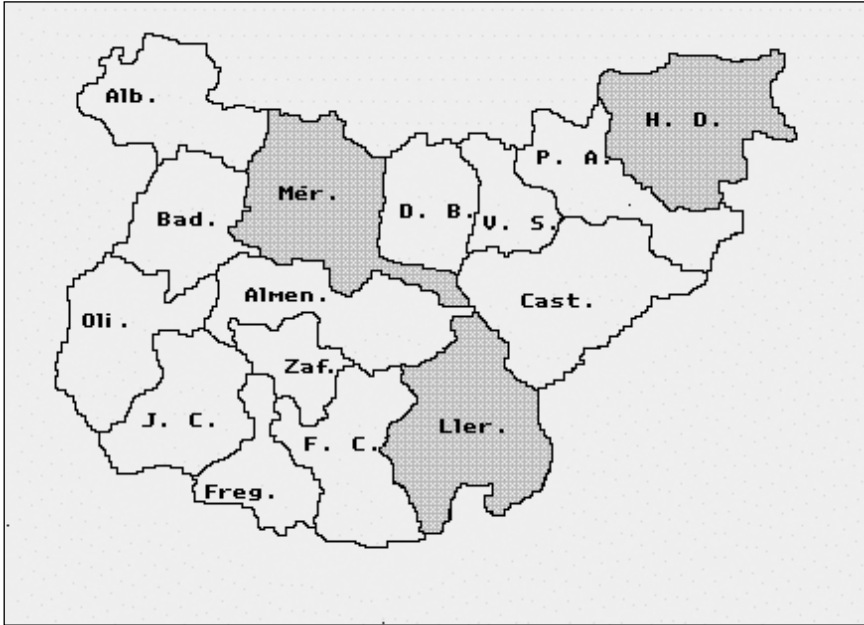 Alb.
H. D.
P. A.
Mér.
D. B.
V. S.
Bad.
Almen.
Cast.
Oli.
Zaf.
J. C.
F. C.
Ller.
Freg.